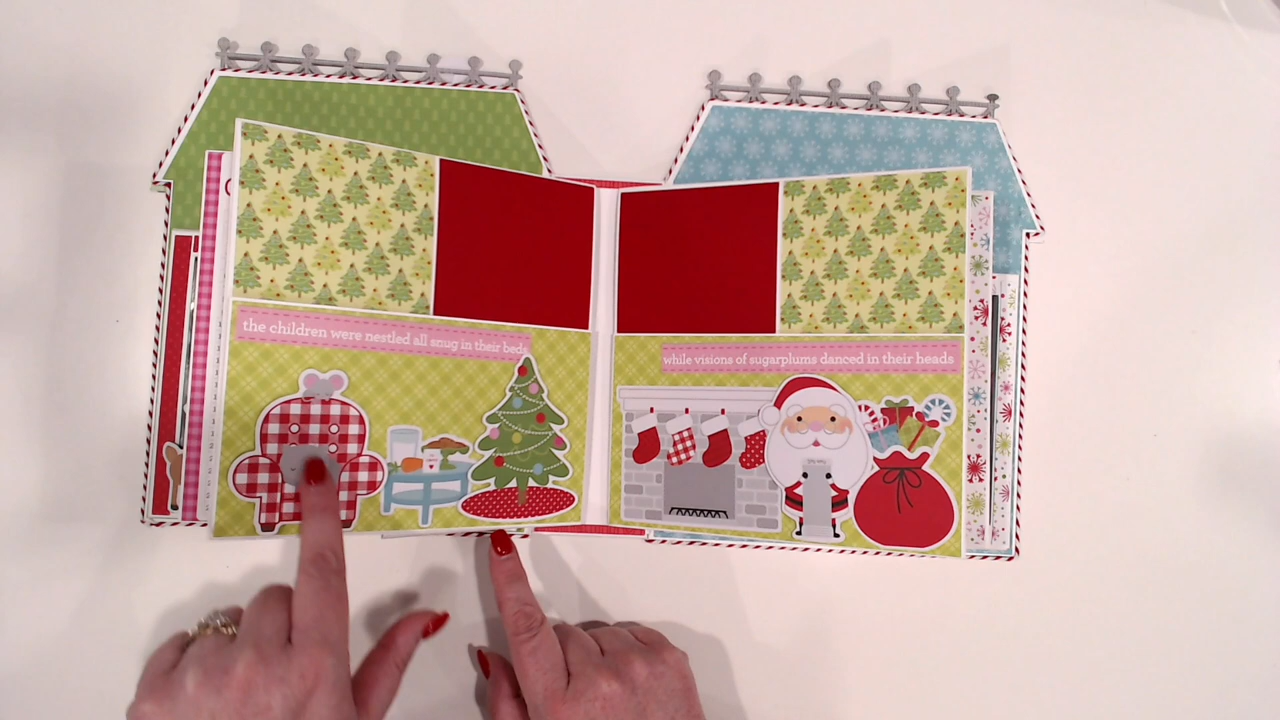 the children were nestled all snug in their beds
while visions of sugarplums danced in their heads